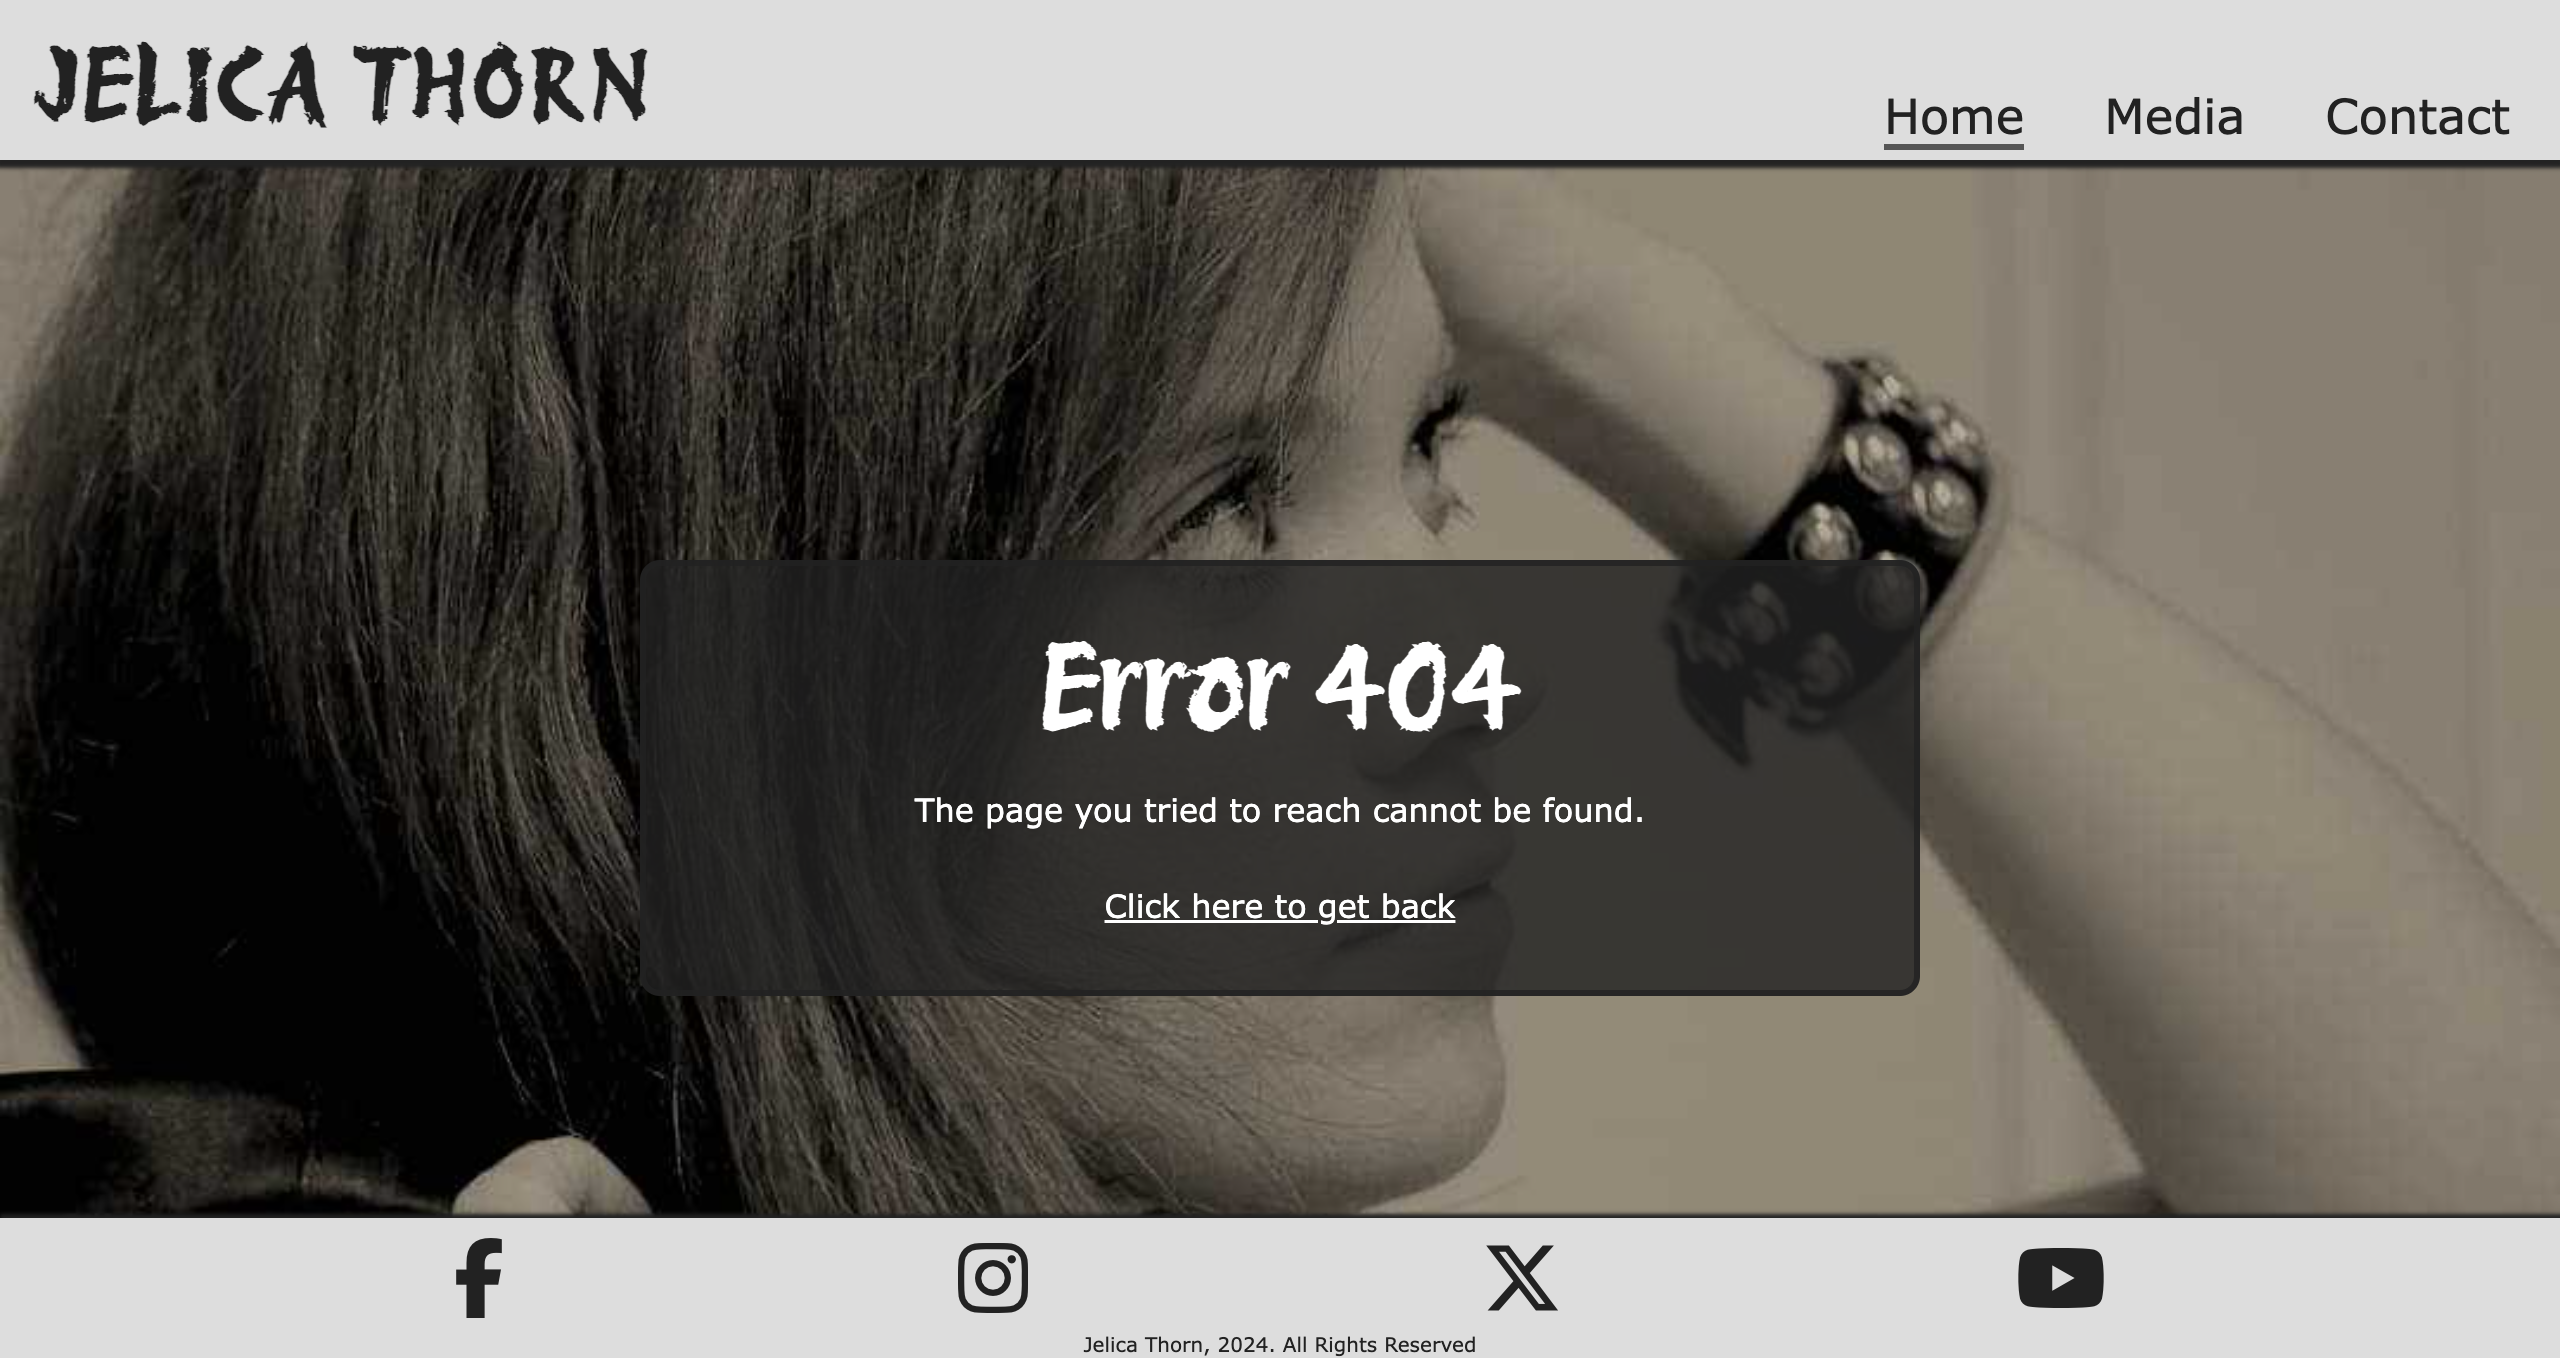 JELICA THORN
Home Media Contact
Error 404
The page you tried to reach cannot be found.
Click here to get back
Jelica Thorn, 2024. All Rights Reserved